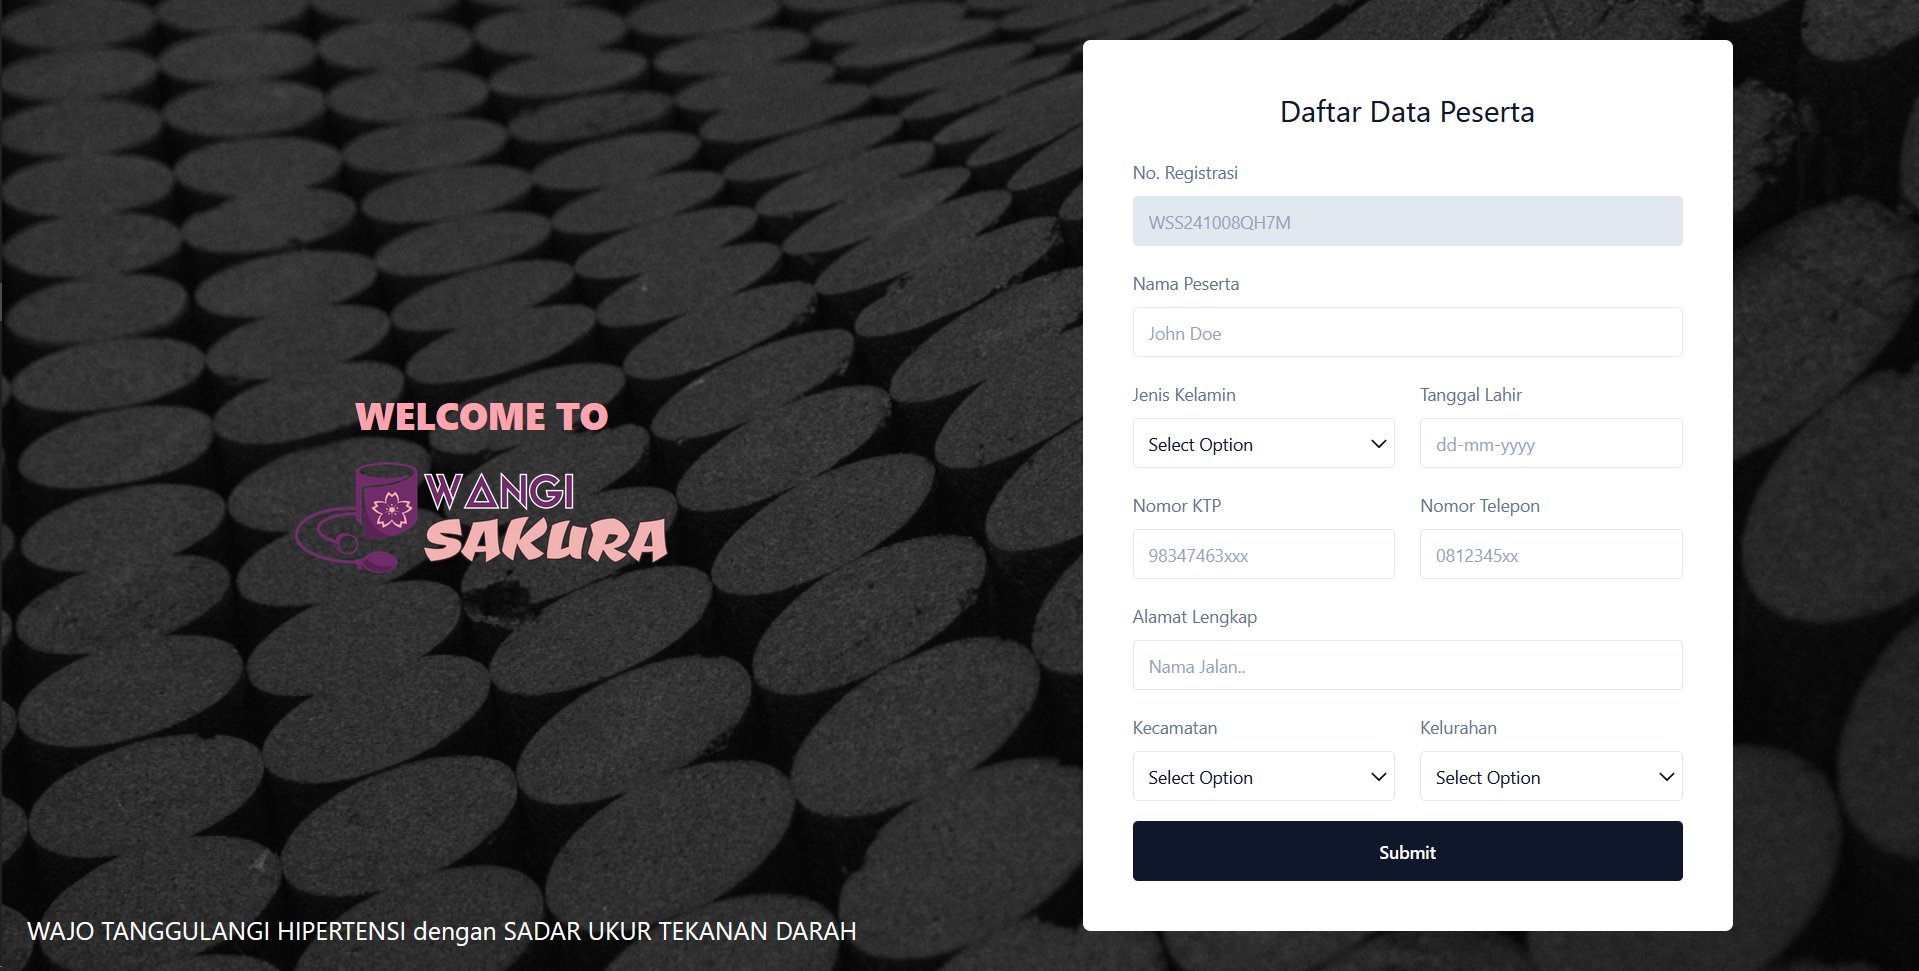 WELCOME TO
WANGI
SAKURA
WAJO TANGGULANGI HIPERTENSI dengan SADAR UKUR TEKANAN DARAH
Daftar Data Peserta
No. Registrasi
WSS241008QH7M
Nama Peserta
John Doe
Jenis Kelamin
Tanggal Lahir
Select Option
dd-mm-yyyy
Nomor KTP
Nomor Telepon
98347463xxx
0812345xx
Alamat Lengkap
Nama Jalan..
Kecamatan
Kelurahan
Select Option
Select Option
Submit